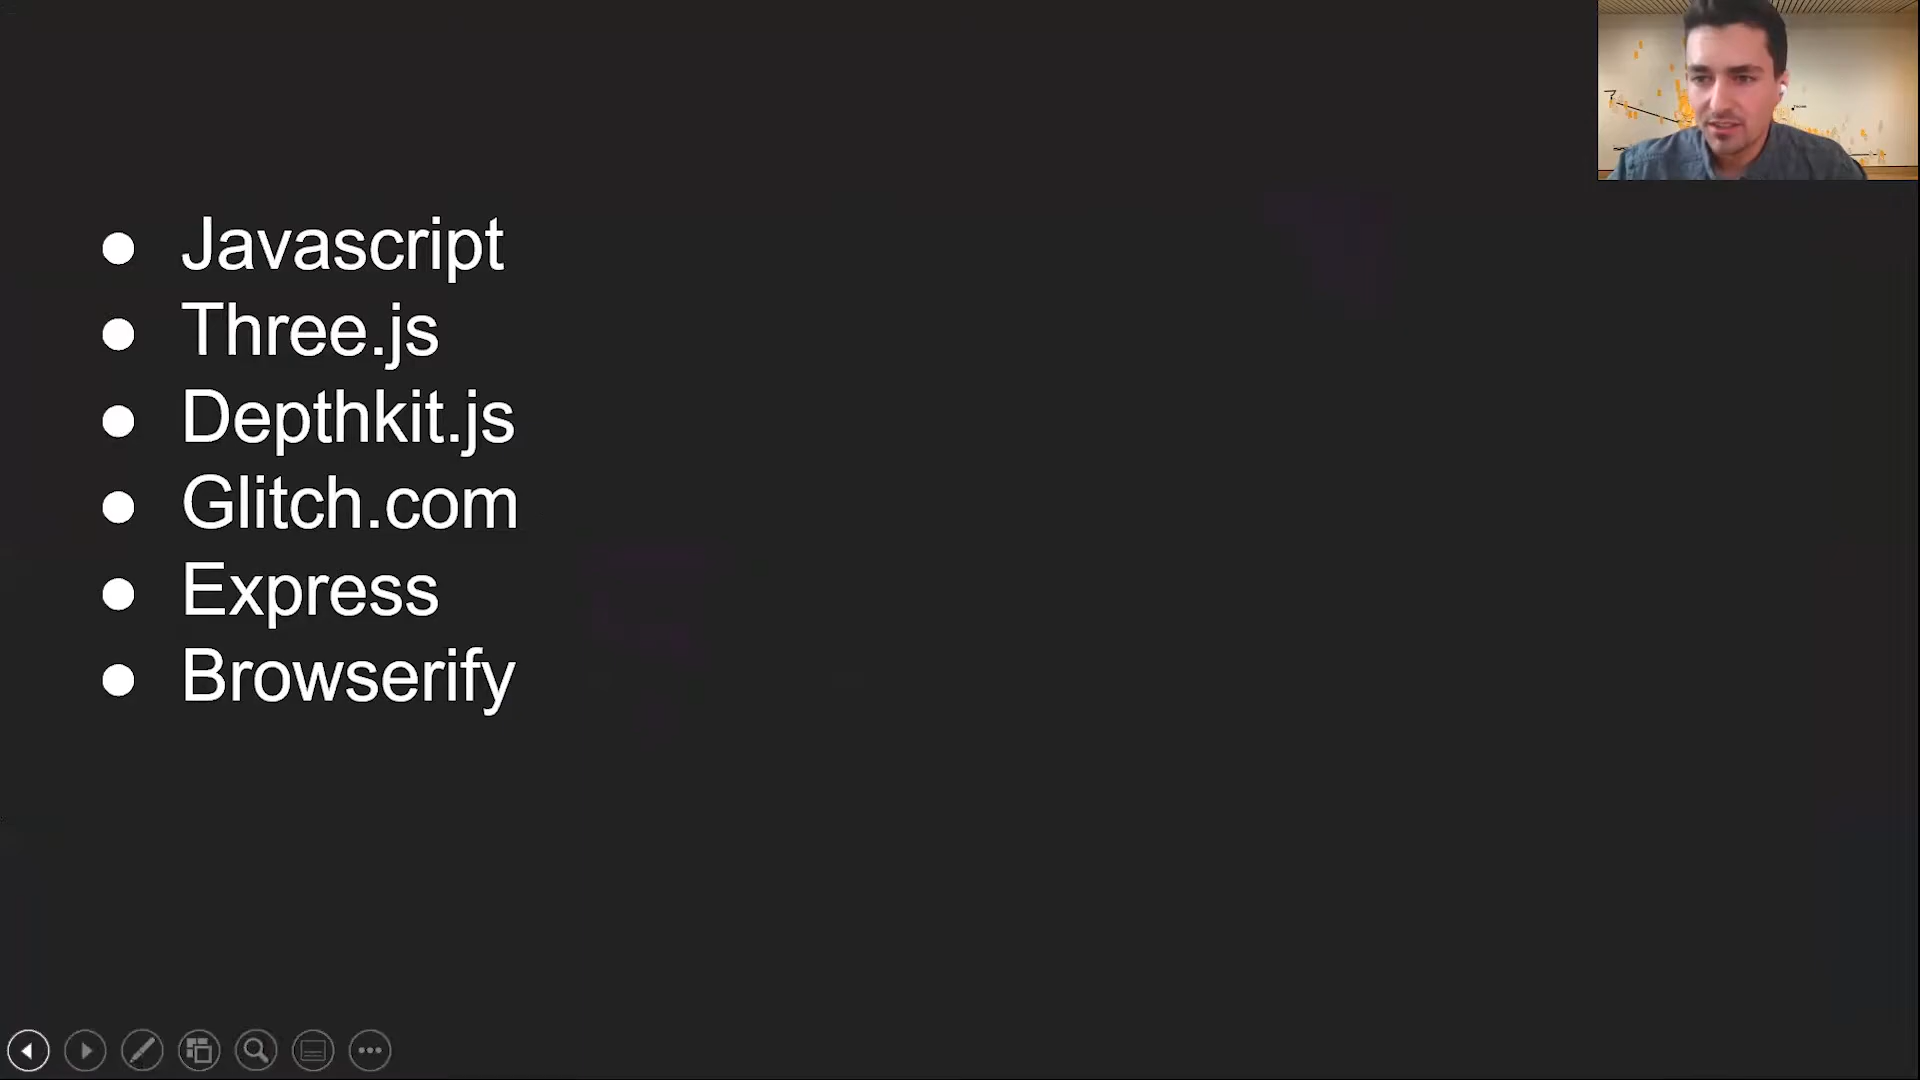 Javascript
Three.js
Depthkit.js
Glitch.com
Express
Browserify